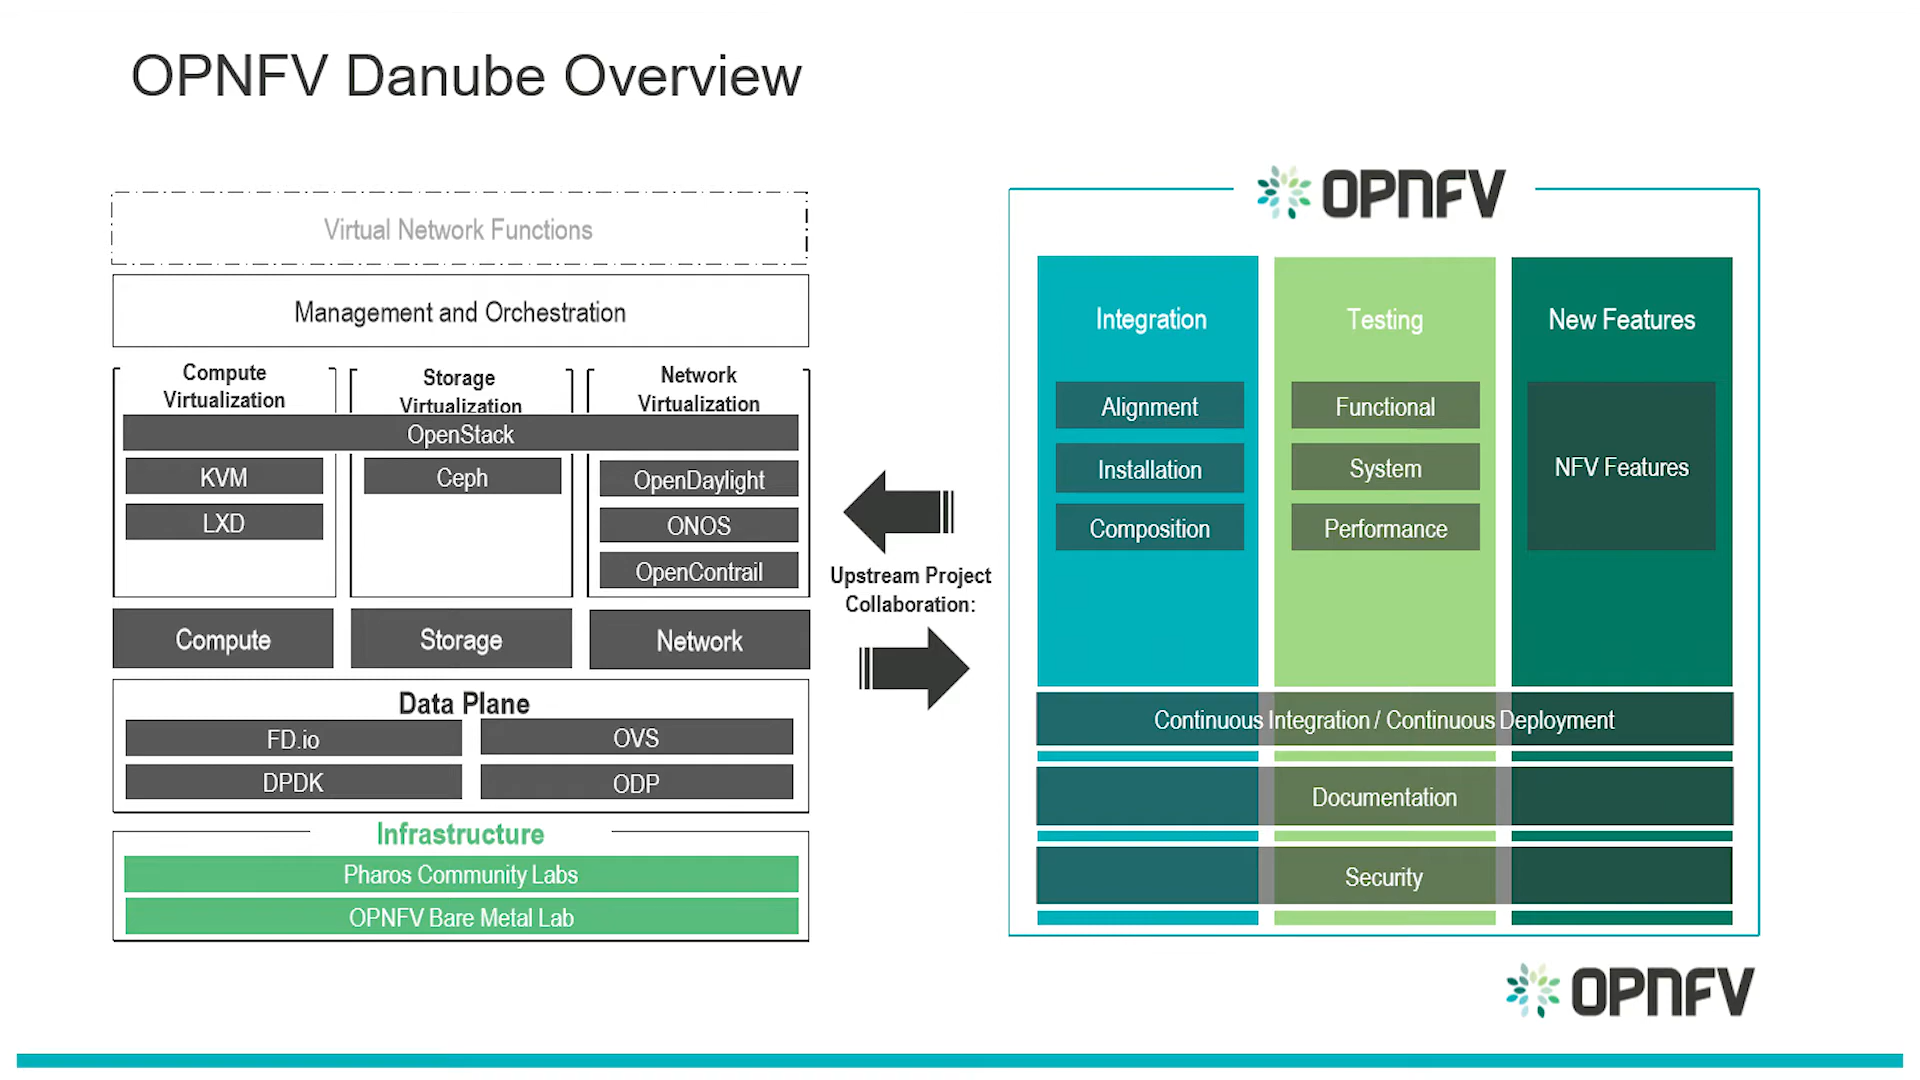 OPNFV Danube Overview
Virtual Network Functions
Management and Orchestration
Compute
Virtualization
Storage
Virtualization
Network
Virtualization
OpenStack
KVM
LXD
Ceph
OpenDaylight
ONOS
OpenContrail
Compute
Storage
Network
Data Plane
FD.io
OVS
DPDK
ODP
Infrastructure
Pharos Community Labs
OPNFV Bare Metal Lab
Upstream Project
Collaboration:
OPNFV
Integration
Alignment
Installation
Composition
Testing
Functional
System
Performance
New Features
NFV Features
Continuous Integration / Continuous Deployment
Documentation
Security
OPNFV